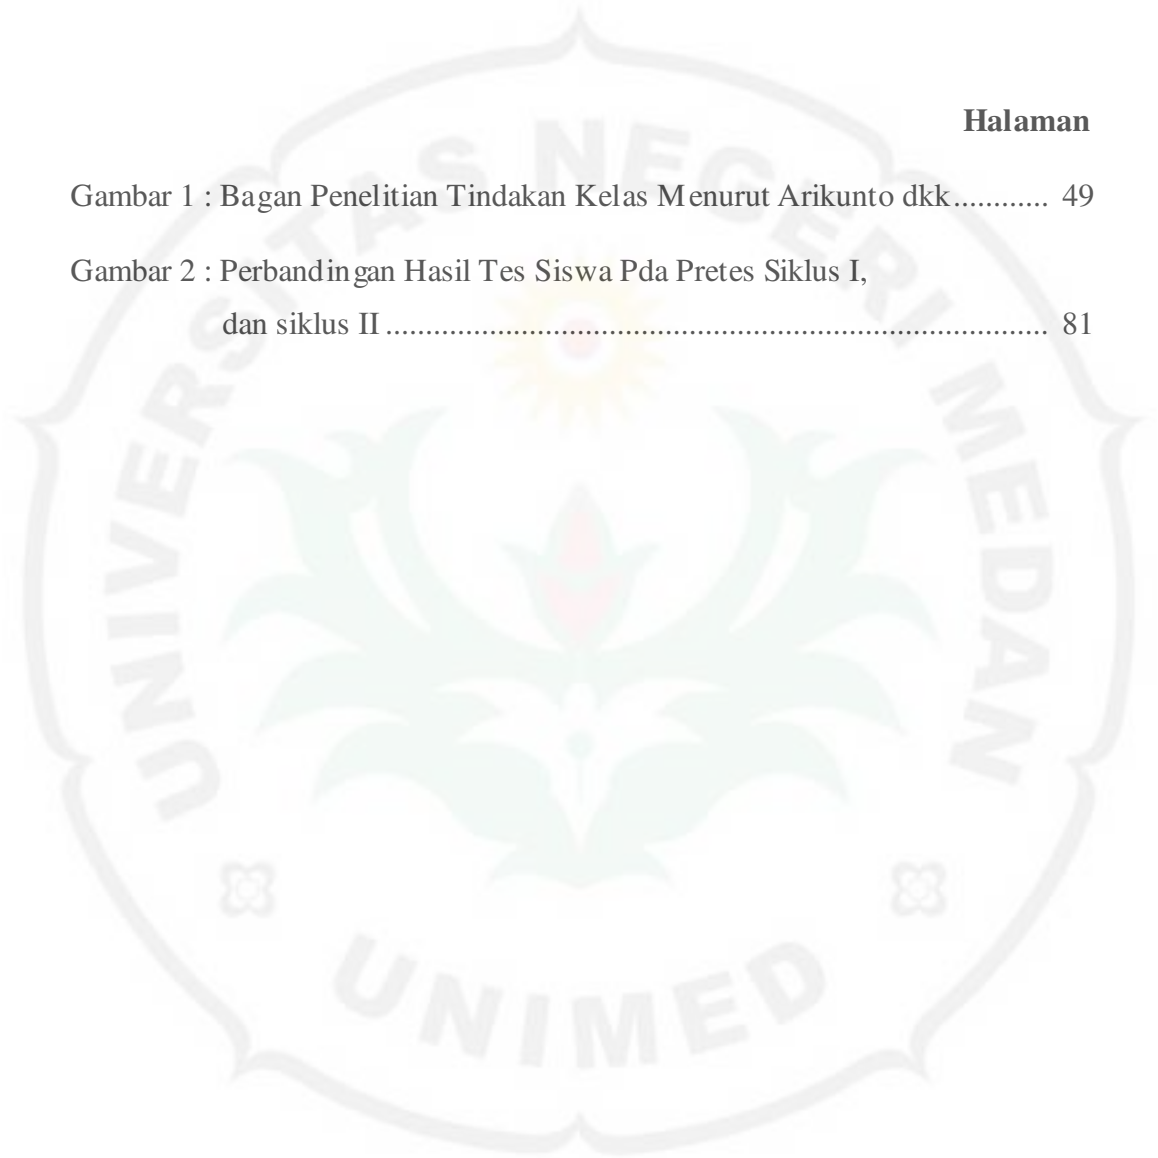 Halaman
Gambar 1 : Bagan Penelitian Tindakan Kelas Menurut Arikunto dkk............ 49
Gambar 2 : Perbandingan Hasil Tes Siswa Pda Pretes Siklus I,
dan siklus II ................................................................................... 81
UNIVERSITAS NEGERI MEDAN
UNIMED